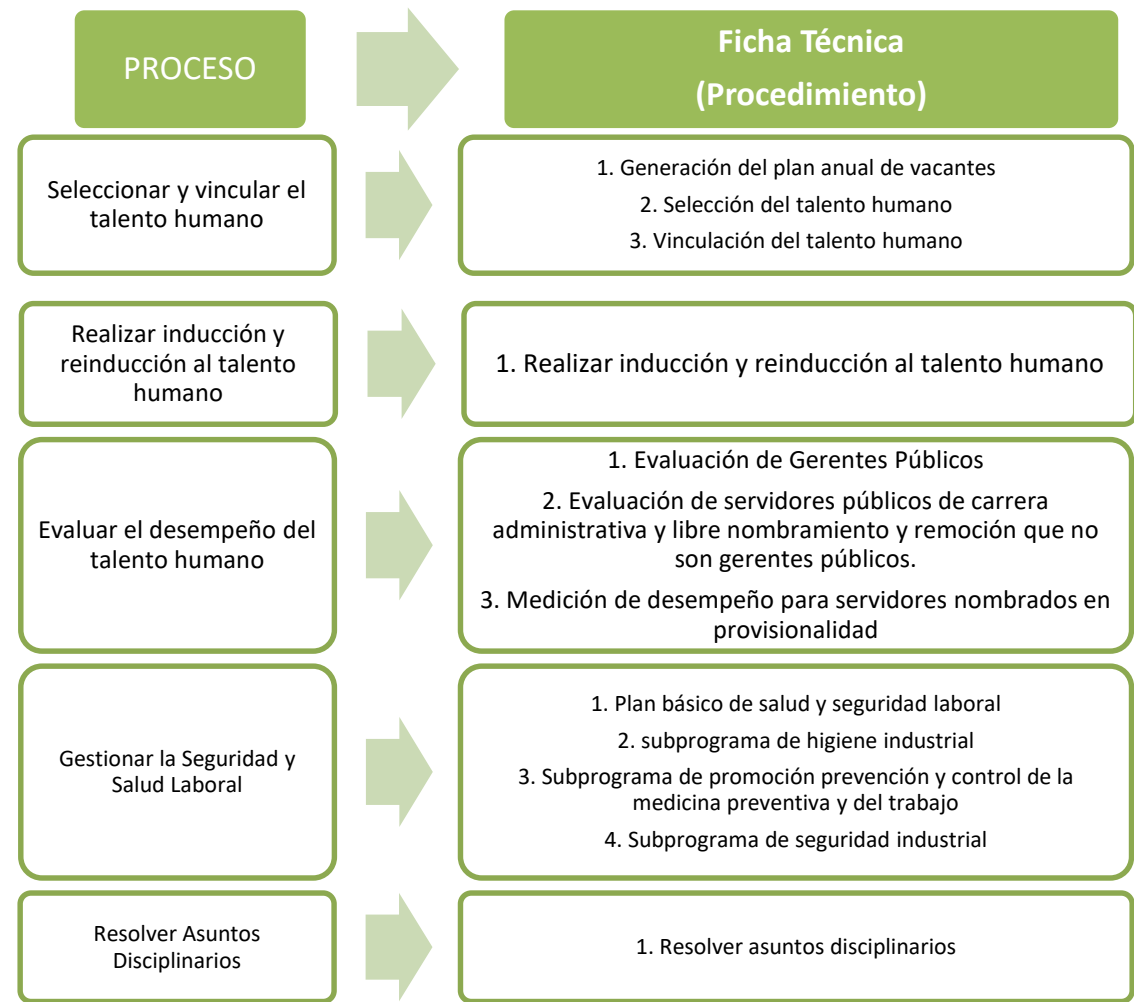 PROCESO
Ficha Técnica
(Procedimiento)
Seleccionar y vincular el
talento humano
1. Generación del plan anual de vacantes
2. Selección del talento humano
3. Vinculación del talento humano
Realizar inducción y
reinducción al talento
humano
1. Realizar inducción y reinducción al talento humano
Evaluar el desempeño del
talento humano
1. Evaluación de Gerentes Públicos
2. Evaluación de servidores públicos de carrera
administrativa y libre nombramiento y remoción que no
son gerentes públicos.
3. Medición de desempeño para servidores nombrados en
provisionalidad
Gestionar la Seguridad y
Salud Laboral
1. Plan básico de salud y seguridad laboral
2. subprograma de higiene industrial
3. Subprograma de promoción prevención y control de la
medicina preventiva y del trabajo
4. Subprograma de seguridad industrial
Resolver Asuntos
Disciplinarios
1. Resolver asuntos disciplinarios